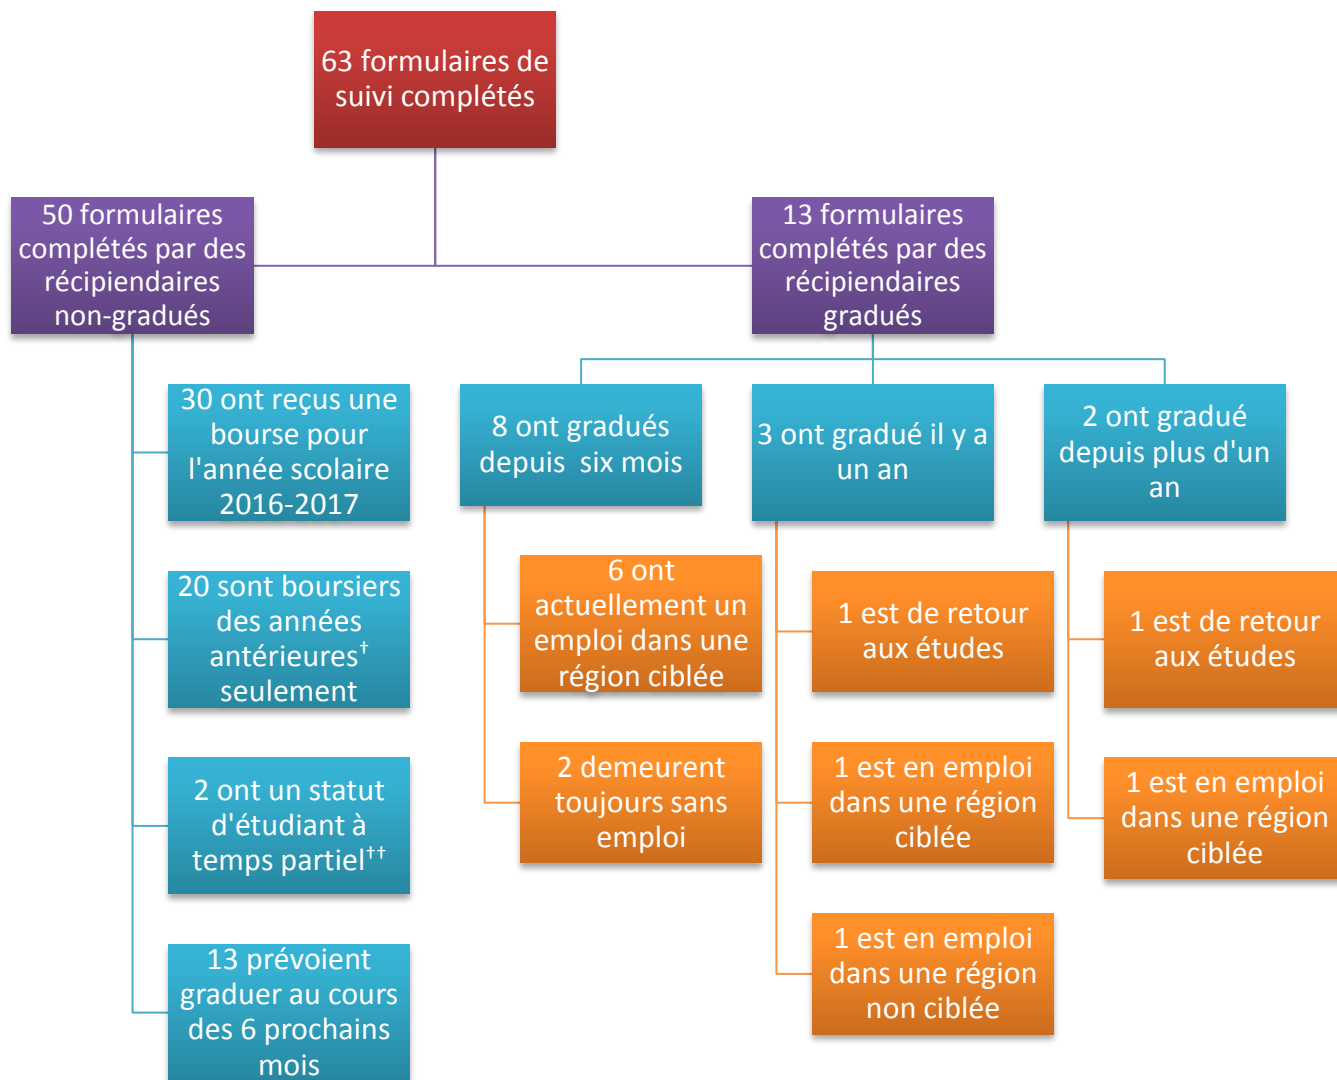 63 formulaires de
suivi complétés
50 formulaires
complétés par des
récipiendaires
non-gradués
13 formulaires
complétés par des
récipiendaires
gradués
30 ont reçus une
bourse pour
l'année scolaire
2016-2017
20 sont boursiers
des années
antérieures†
seulement
2 ont un statut
d'étudiant à
temps partiel††
13 prévoient
graduer au cours
des 6 prochains
mois
8 ont gradués
depuis six mois
6 ont
actuellement un
emploi dans une
région ciblée
2 demeurent
toujours sans
emploi
3 ont gradué il y a
un an
1 est de retour
aux études
1 est en emploi
dans une région
ciblée
1 est en emploi
dans une région
non ciblée
2 ont gradué
depuis plus d'un
an
1 est de retour
aux études
1 est en emploi
dans une région
ciblée